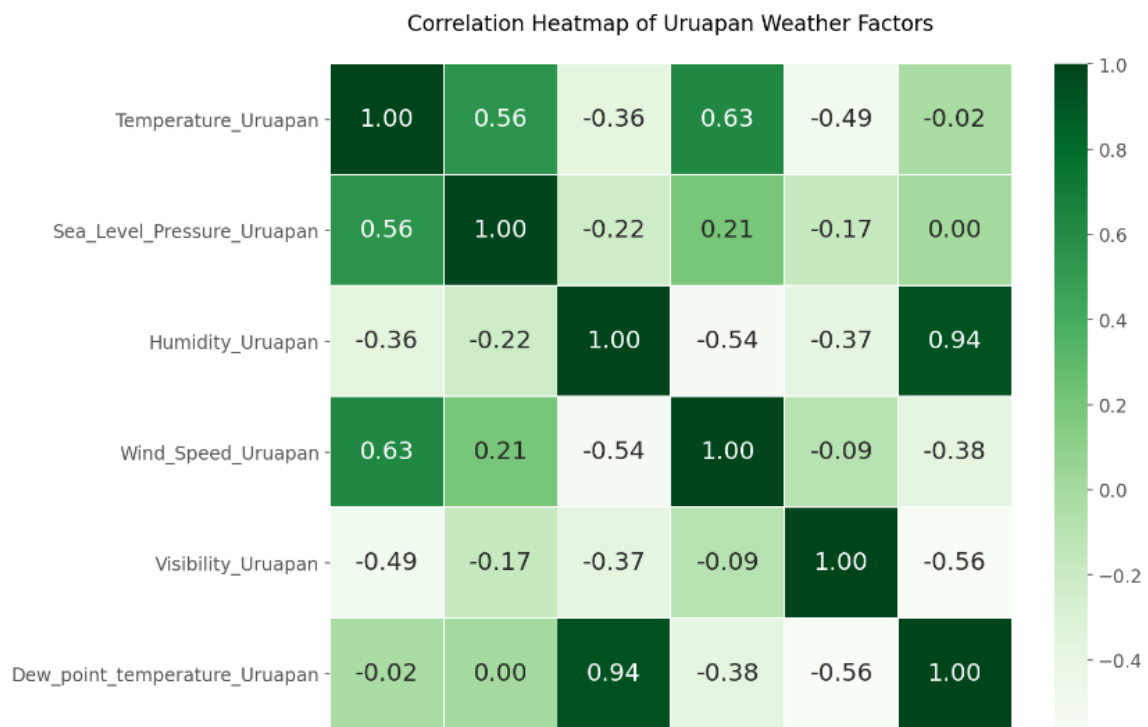 Correlation Heatmap of Uruapan Weather Factors
Temperature_Uruapan 1.00 0.56 -0.36 0.63 -0.49 -0.02
Sea_Level_Pressure_Uruapan 0.56 1.00 -0.22 0.21 -0.17 0.00
Humidity_Uruapan -0.36 -0.22 1.00 -0.54 -0.37 0.94
Wind_Speed_Uruapan 0.63 0.21 -0.54 1.00 -0.09 -0.38
Visibility_Uruapan -0.49 -0.17 -0.37 -0.09 1.00 -0.56
Dew_point_temperature_Uruapan -0.02 0.00 0.94 -0.38 -0.56 1.00
1.0
0.8
0.6
0.4
0.2
0.0
−0.2
−0.4